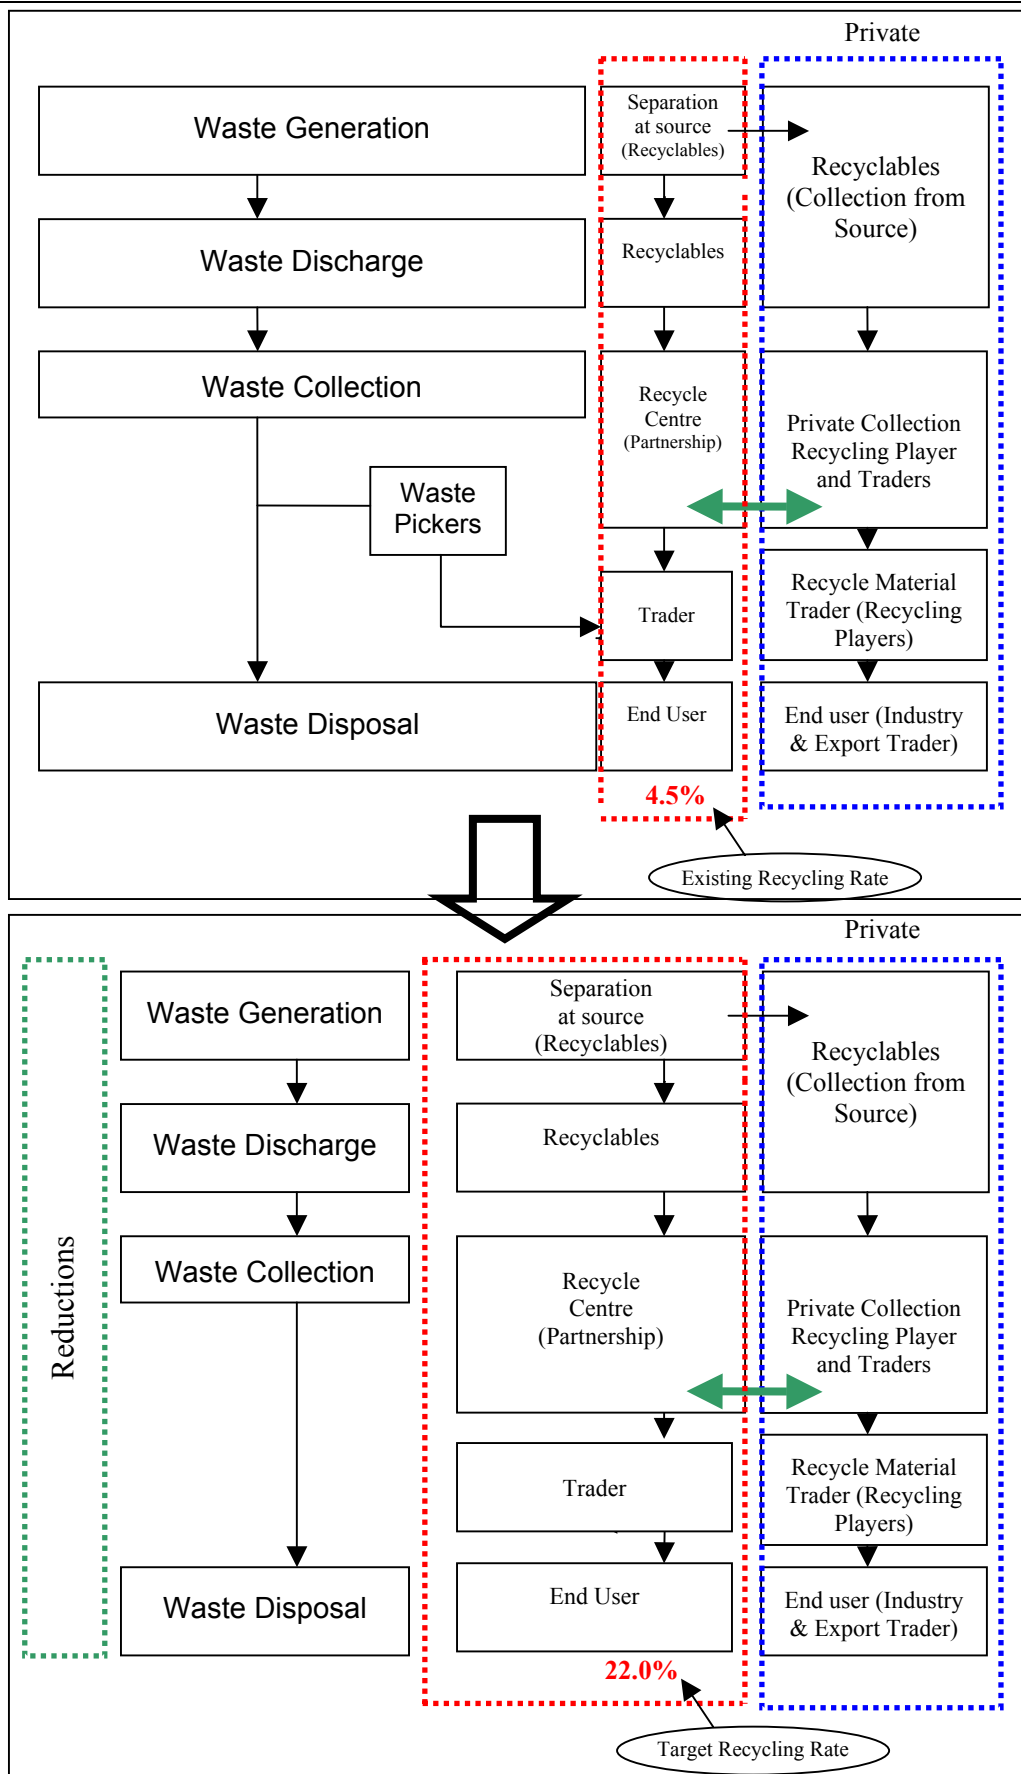 Private
Waste Generation
Separation
at source
(Recyclables)
Recyclables
(Collection from
Source)
Waste Discharge
Recyclables
Waste Collection
Recycle
Centre
(Partnership)
Private Collection
Recycling Player
and Traders
Waste
Pickers
Trader
Recycle Material
Trader (Recycling
Players)
Waste Disposal
End User
End user (Industry
& Export Trader)
4.5%
Existing Recycling Rate
Private
Reductions
Waste Generation
Separation
at source
(Recyclables)
Recyclables
(Collection from
Source)
Waste Discharge
Recyclables
Waste Collection
Recycle
Centre
(Partnership)
Private Collection
Recycling Player
and Traders
Trader
Recycle Material
Trader (Recycling
Players)
Waste Disposal
End User
End user (Industry
& Export Trader)
22.0%
Target Recycling Rate